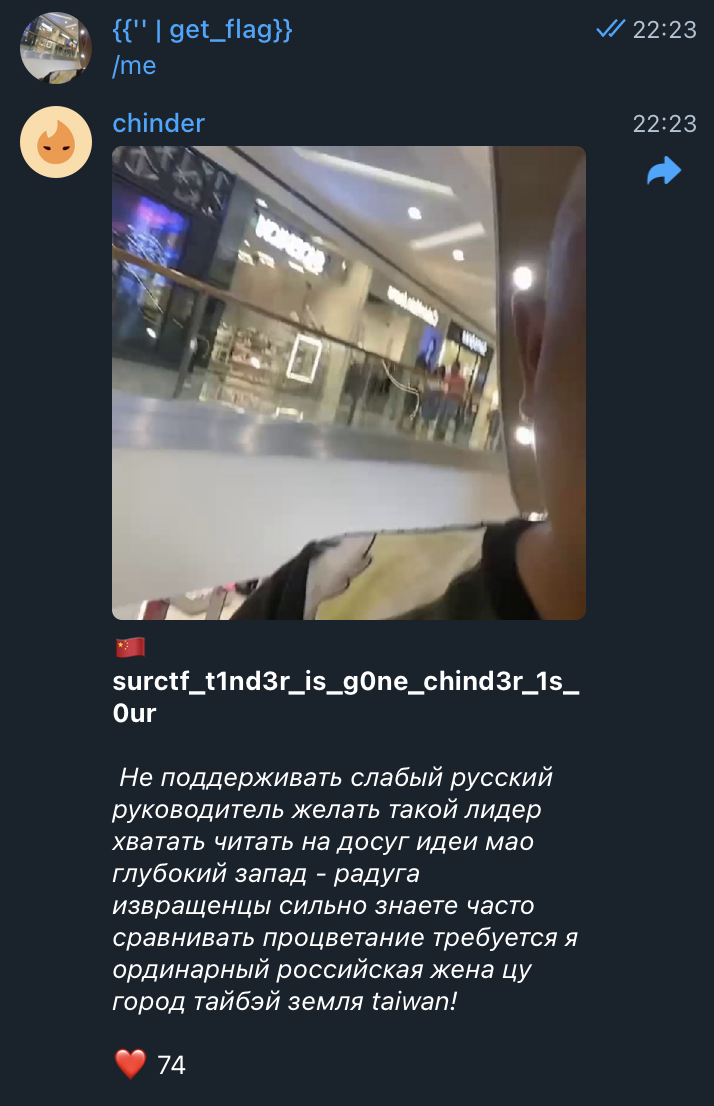 {{'' | get_flag}}
22:23
/me
chinder
22:23
surctf_t1nd3r_is_g0ne_chind3r_1s_
0ur
Не поддерживать слабый русский
руководитель желать такой лидер
хватать читать на досуг идеи мао
глубокий запад - радуга
извращенцы сильно знаете часто
сравнивать процветание требуется я
ординарный российская жена цу
город тайбэй земля taiwan!
74